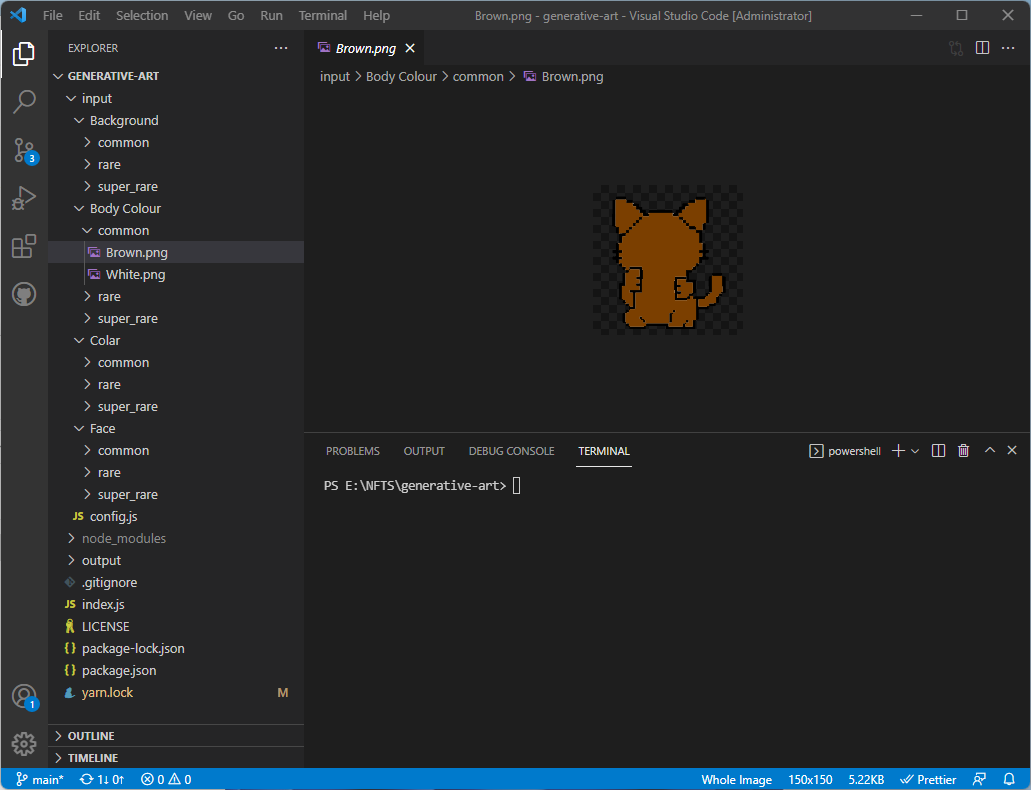 File Edit Selection View Go Run Terminal Help Brown.png - generative-art - Visual Studio Code [Administrator]
EXPLORER
GENERATIVE-ART
input
Background
common
rare
super_rare
Body Colour
common
Brown.png
White.png
rare
super_rare
Colar
common
rare
super_rare
Face
common
rare
super_rare
JS config.js
node_modules
output
.gitignore
JS index.js
LICENSE
{} package-lock.json
{} package.json
yarn.lock M
OUTLINE
TIMELINE
3
1
Brown.png
input > Body Colour > common > Brown.png
PROBLEMS OUTPUT DEBUG CONSOLE TERMINAL powershell
PS E:\NFTS\generative-art>
main* 1↓ 0↑ 0 0 Whole Image 150x150 5.22KB Prettier